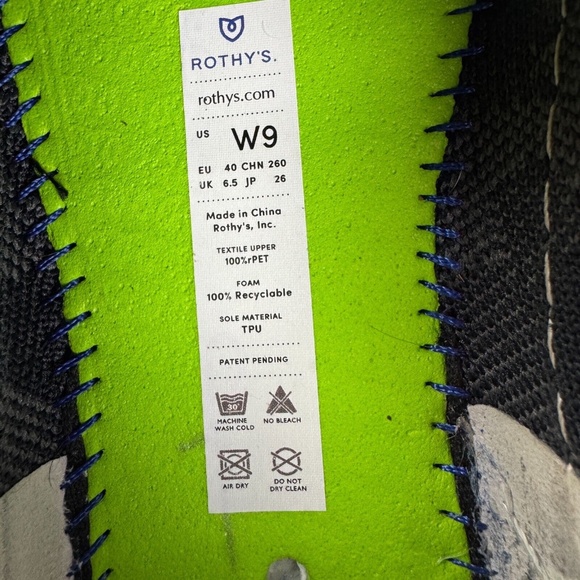 ROTHY'S.
rothys.com
US W9
EU 40 CHN 260
UK 6.5 JP 26
Made in China
Rothy's, Inc.
TEXTILE UPPER
100%rPET
FOAM
100% Recyclable
SOLE MATERIAL
TPU
PATENT PENDING
30°
MACHINE WASH COLD
NO BLEACH
AIR DRY
DO NOT DRY CLEAN